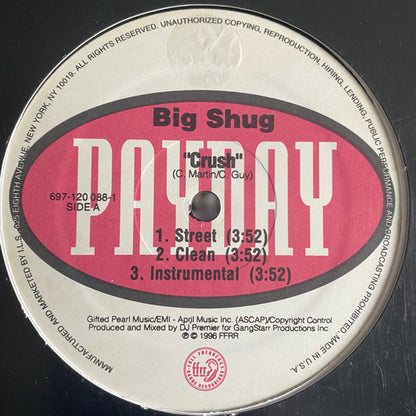 MANUFACTURED AND MARKETED BY I.L.S. 825 EIGHTH AVENUE, NEW YORK, NY 10019. ALL RIGHTS RESERVED. UNAUTHORIZED COPYING, REPRODUCTION, HIRING, LENDING, PUBLIC PERFORMANCE AND BROADCASTING PROHIBITED. MADE IN U.S.A.
Big Shug
PAYDAY
"Crush"
(C. Martin/C. Guy)
697-120 088-1
SIDE A
1. Street (3:52)
2. Clean (3:52)
3. Instrumental (3:52)
Gifted Pearl Music/EMI - April Music Inc. (ASCAP)/Copyright Control
Produced and Mixed by DJ Premier for GangStarr Productions Inc.
℗ © 1996 FFRR
ffrr
FULL FREQUENCY